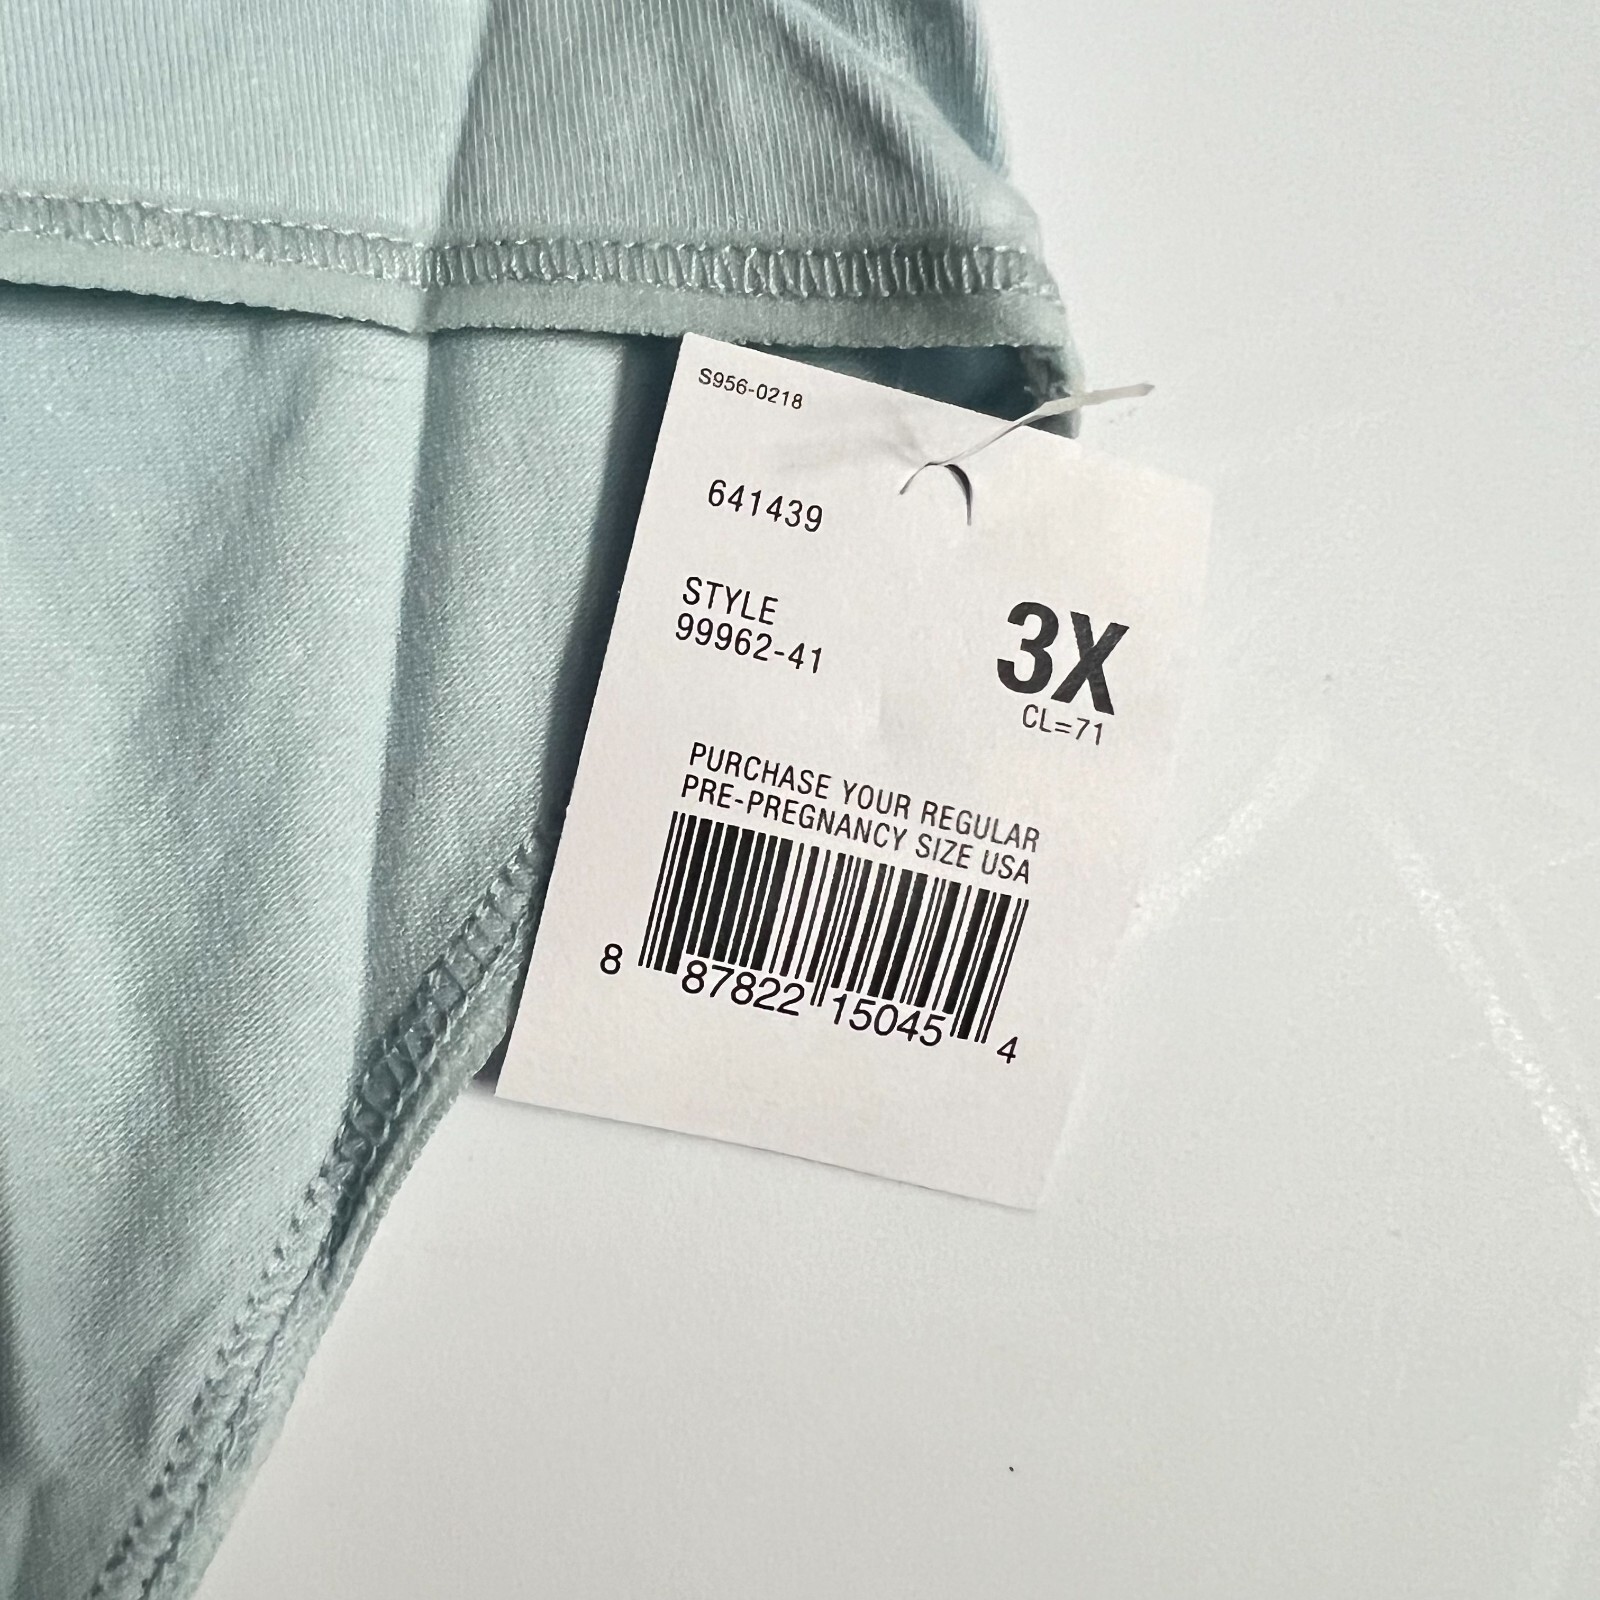 S956-0218
641439
STYLE
99962-41
3X
CL=71
PURCHASE YOUR REGULAR
PRE-PREGNANCY SIZE USA
8 87822 15045 4